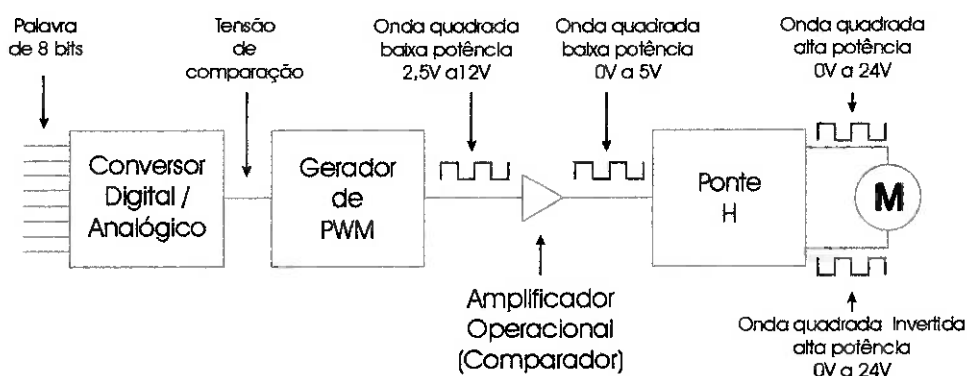 Palavra
de 8 bits
Tensão
de
comparação
Onda quadrada
baixa potência
2,5V a12V
Onda quadrada
baixa potência
0V a 5V
Onda quadrada
alta potência
0V a 24V
Conversor
Digital /
Analógico
Gerador
de
PWM
Ponte
H
M
Amplificador
Operacional
(Comparador)
Onda quadrada Invertida
alta potência
0V a 24V